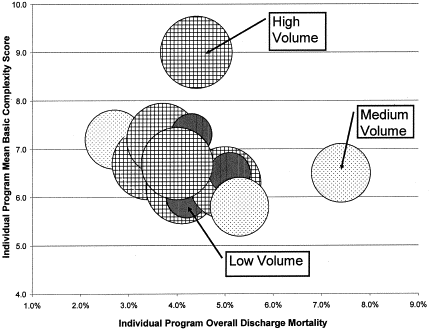 10.0
9.0
8.0
7.0
6.0
5.0
4.0
Individual Program Mean Basic Complexity Score
High
Volume
Medium
Volume
Low Volume
1.0% 2.0% 3.0% 4.0% 5.0% 6.0% 7.0% 8.0% 9.0%
Individual Program Overall Discharge Mortality